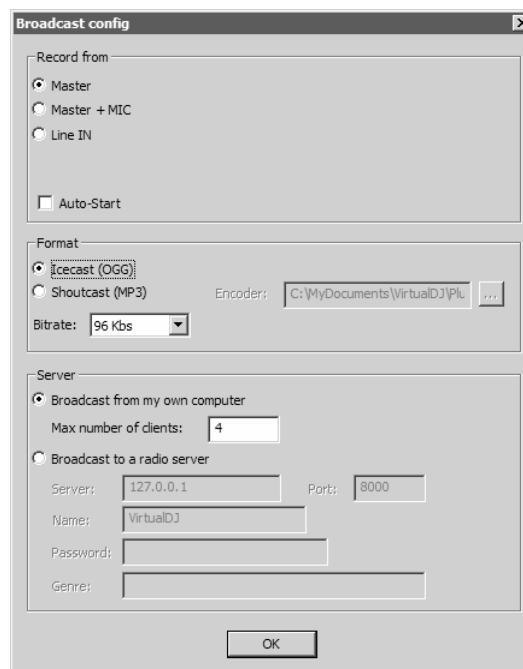 Broadcast config
Record from
Master
Master + MIC
Line IN
Auto-Start
Format
Icecast (OGG)
Shoutcast (MP3)
Encoder: C:\MyDocuments\VirtualDJ\Plu ...
Bitrate: 96 Kbs
Server
Broadcast from my own computer
Max number of clients: 4
Broadcast to a radio server
Server: 127.0.0.1 Port: 8000
Name: VirtualDJ
Password:
Genre:
OK